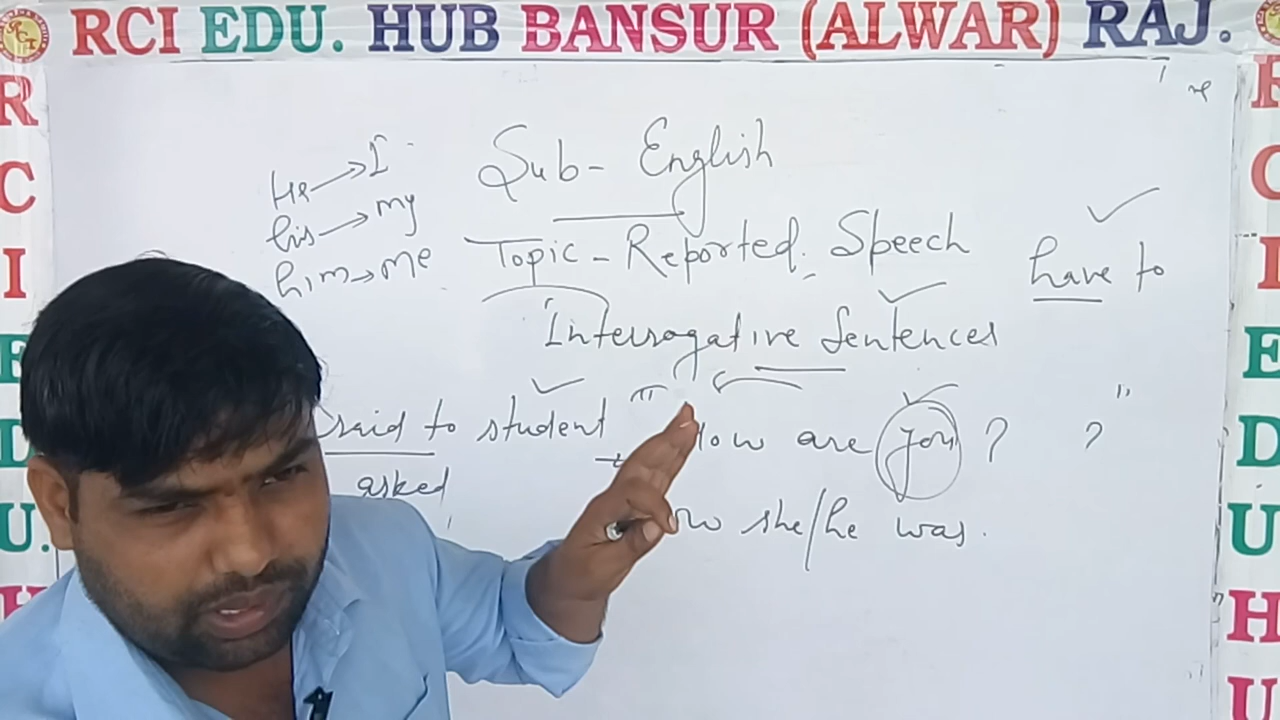 RCI EDU. HUB BANSUR (ALWAR) RAJ.
R
C
I
E
D
U.
H
He → I
his → my
him → me
Sub- English
Topic - Reported Speech
Interrogative Sentences
have to
said to student " How are you ? ? "
asked
she/he was.
R
C
I
E
D
U
H
U